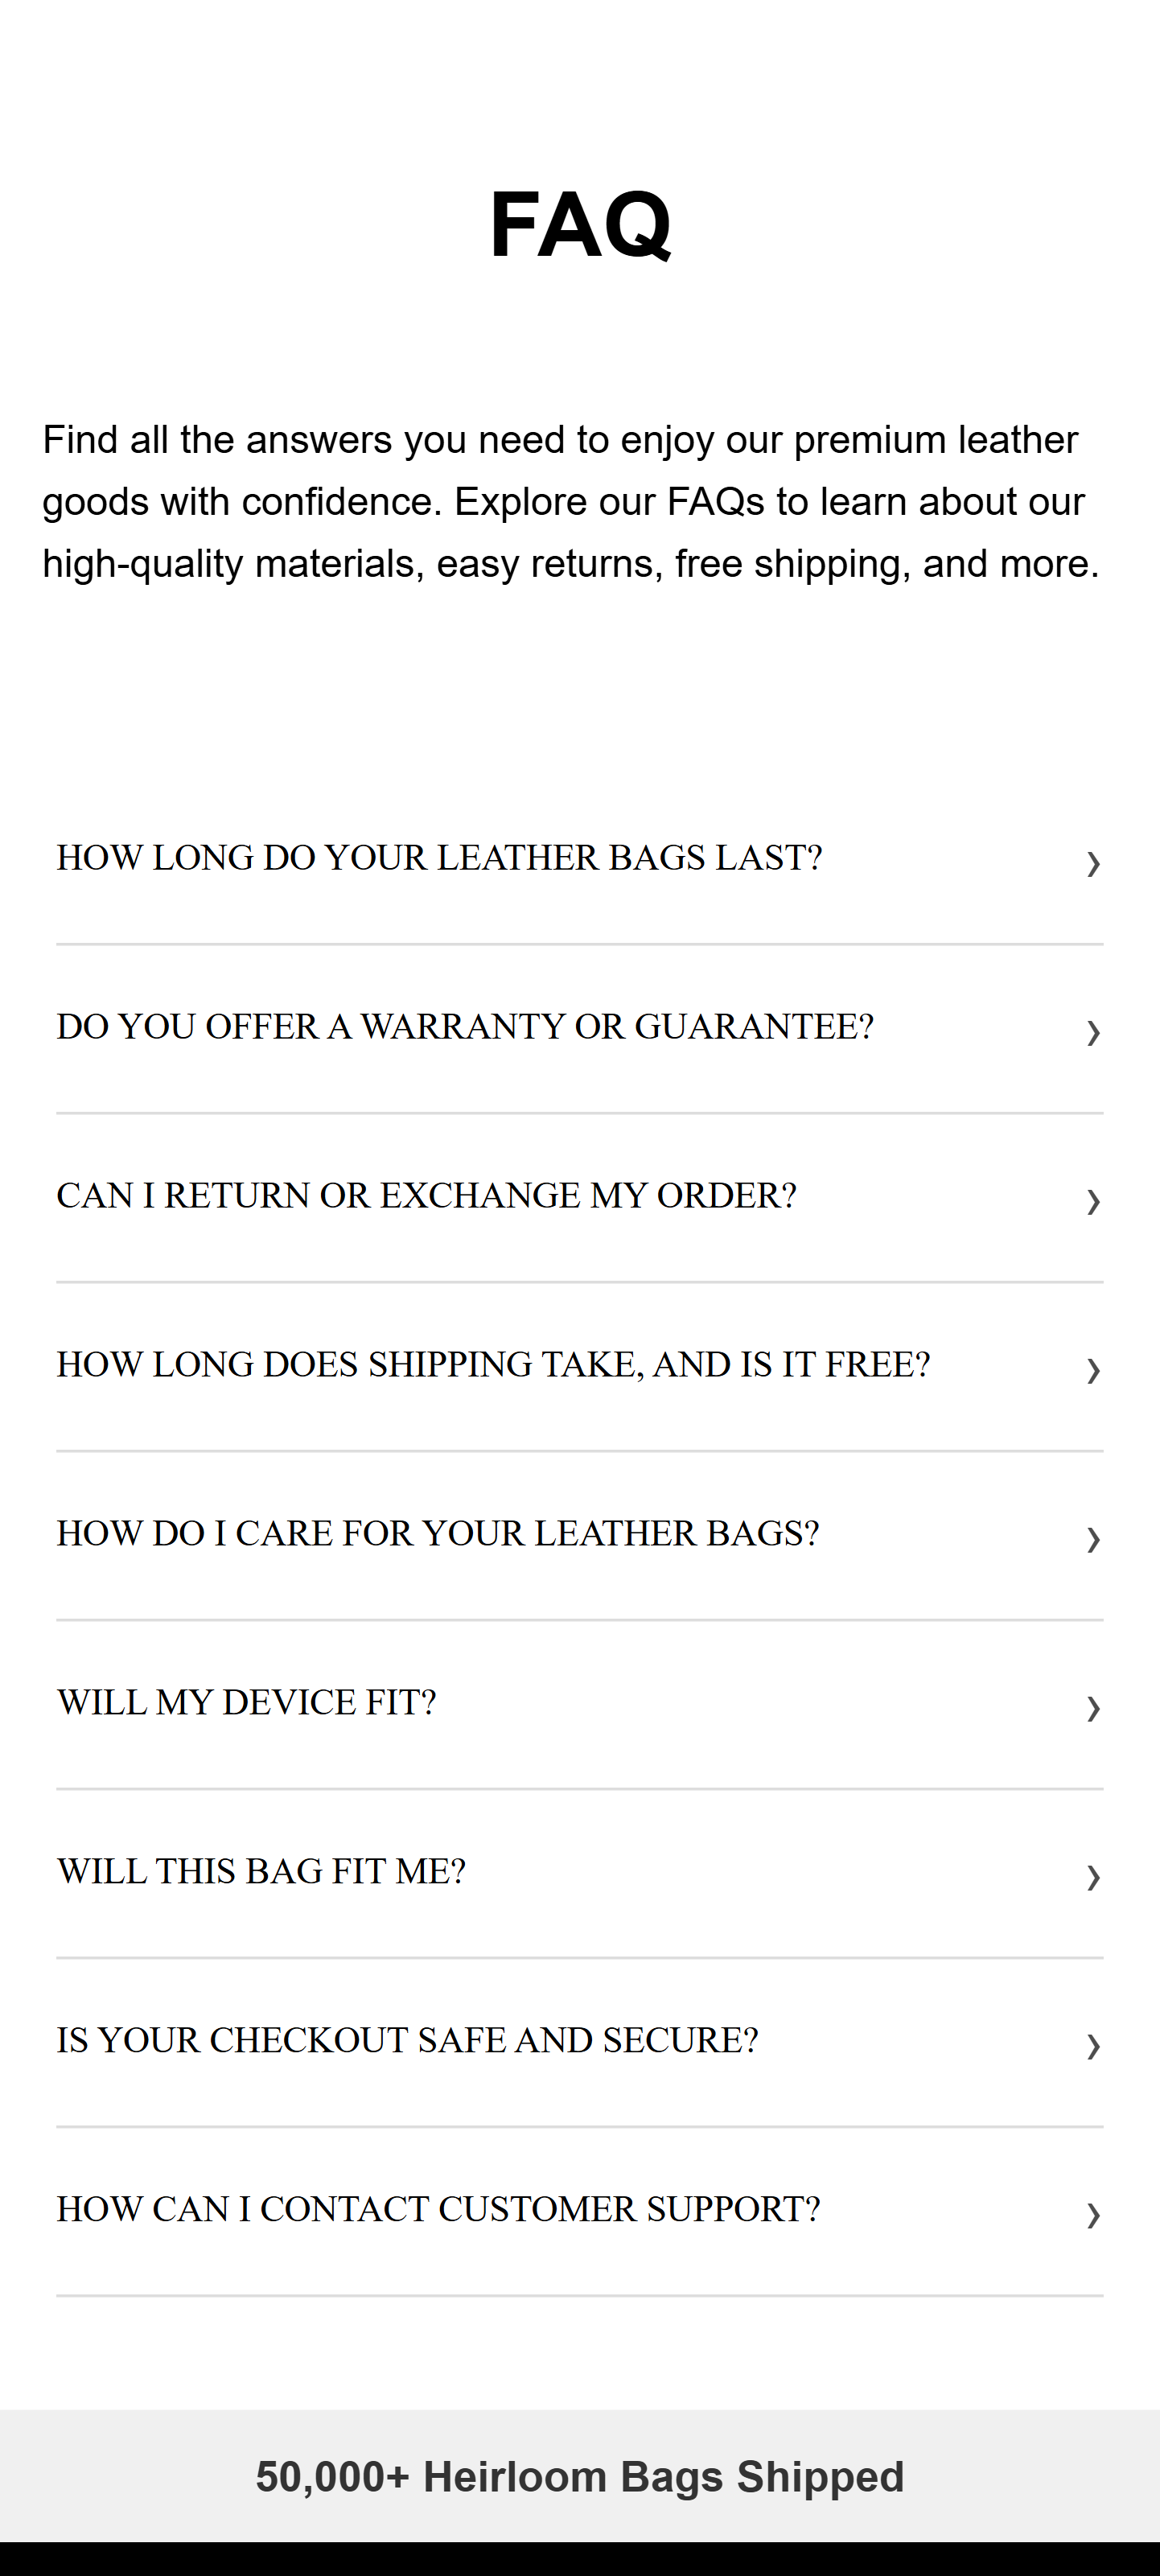 FAQ
Find all the answers you need to enjoy our premium leather
goods with confidence. Explore our FAQs to learn about our
high-quality materials, easy returns, free shipping, and more.
HOW LONG DO YOUR LEATHER BAGS LAST?
DO YOU OFFER A WARRANTY OR GUARANTEE?
CAN I RETURN OR EXCHANGE MY ORDER?
HOW LONG DOES SHIPPING TAKE, AND IS IT FREE?
HOW DO I CARE FOR YOUR LEATHER BAGS?
WILL MY DEVICE FIT?
WILL THIS BAG FIT ME?
IS YOUR CHECKOUT SAFE AND SECURE?
HOW CAN I CONTACT CUSTOMER SUPPORT?
50,000+ Heirloom Bags Shipped